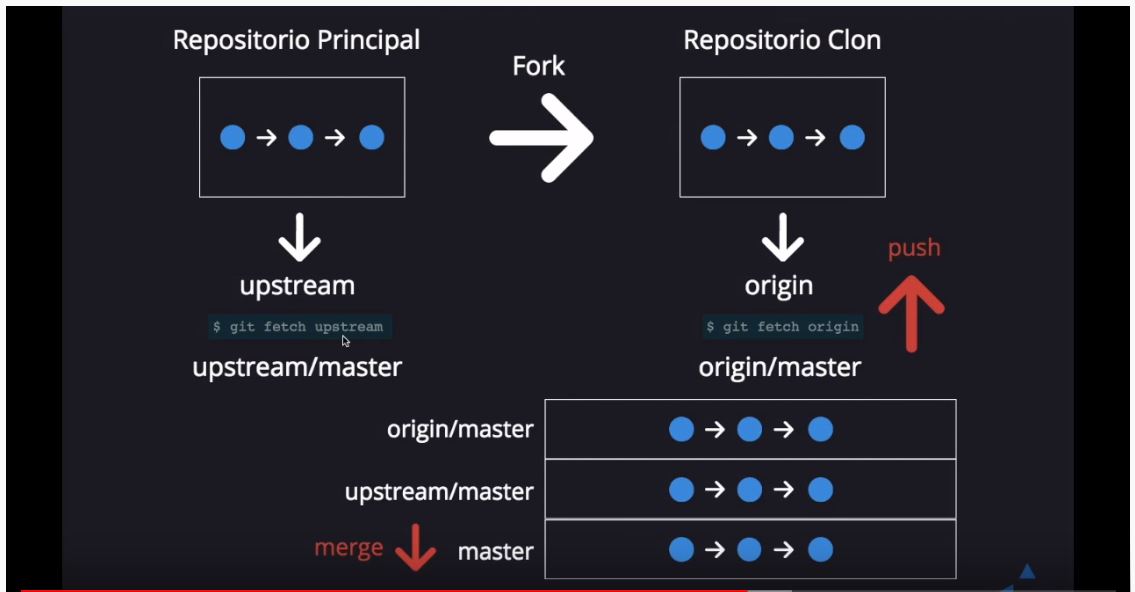 Repositorio Principal
Fork
Repositorio Clon
upstream
$ git fetch upstream
upstream/master
origin
$ git fetch origin
origin/master
push
origin/master
upstream/master
merge
master